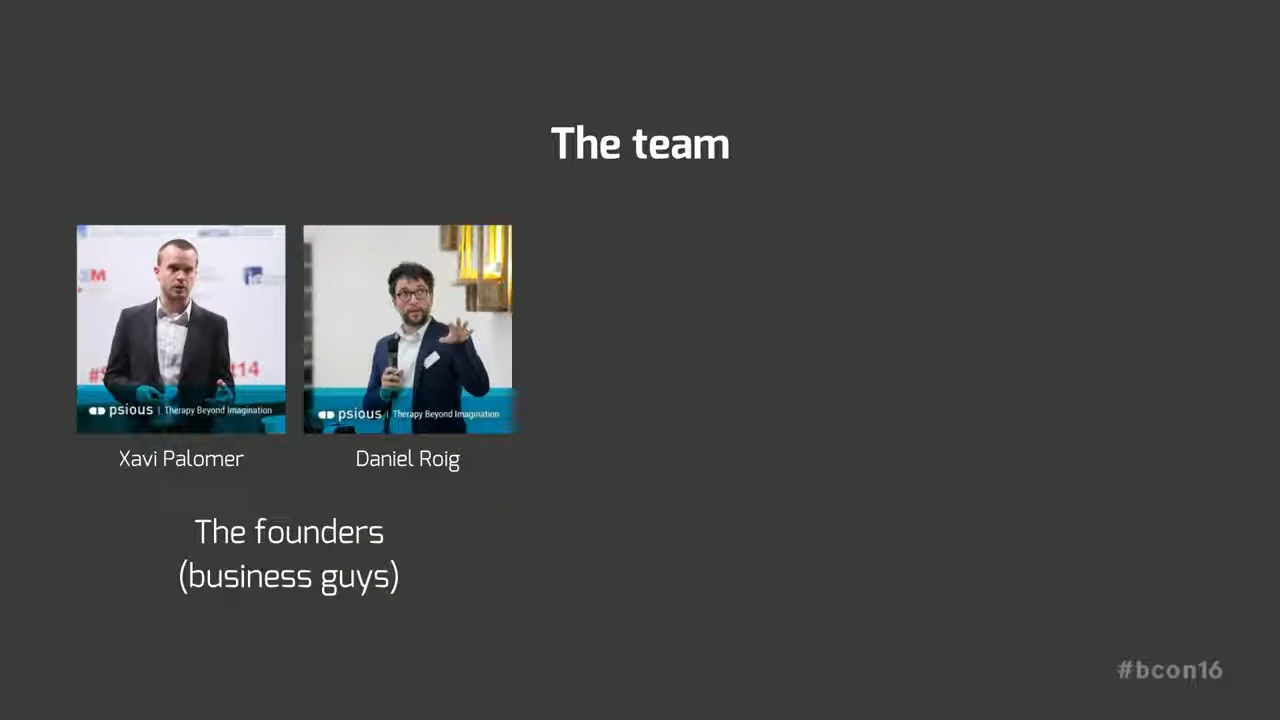 The team
psious | Therapy Beyond Imagination
psious | Therapy Beyond Imagination
Xavi Palomer
Daniel Roig
The founders
(business guys)
#bcon16